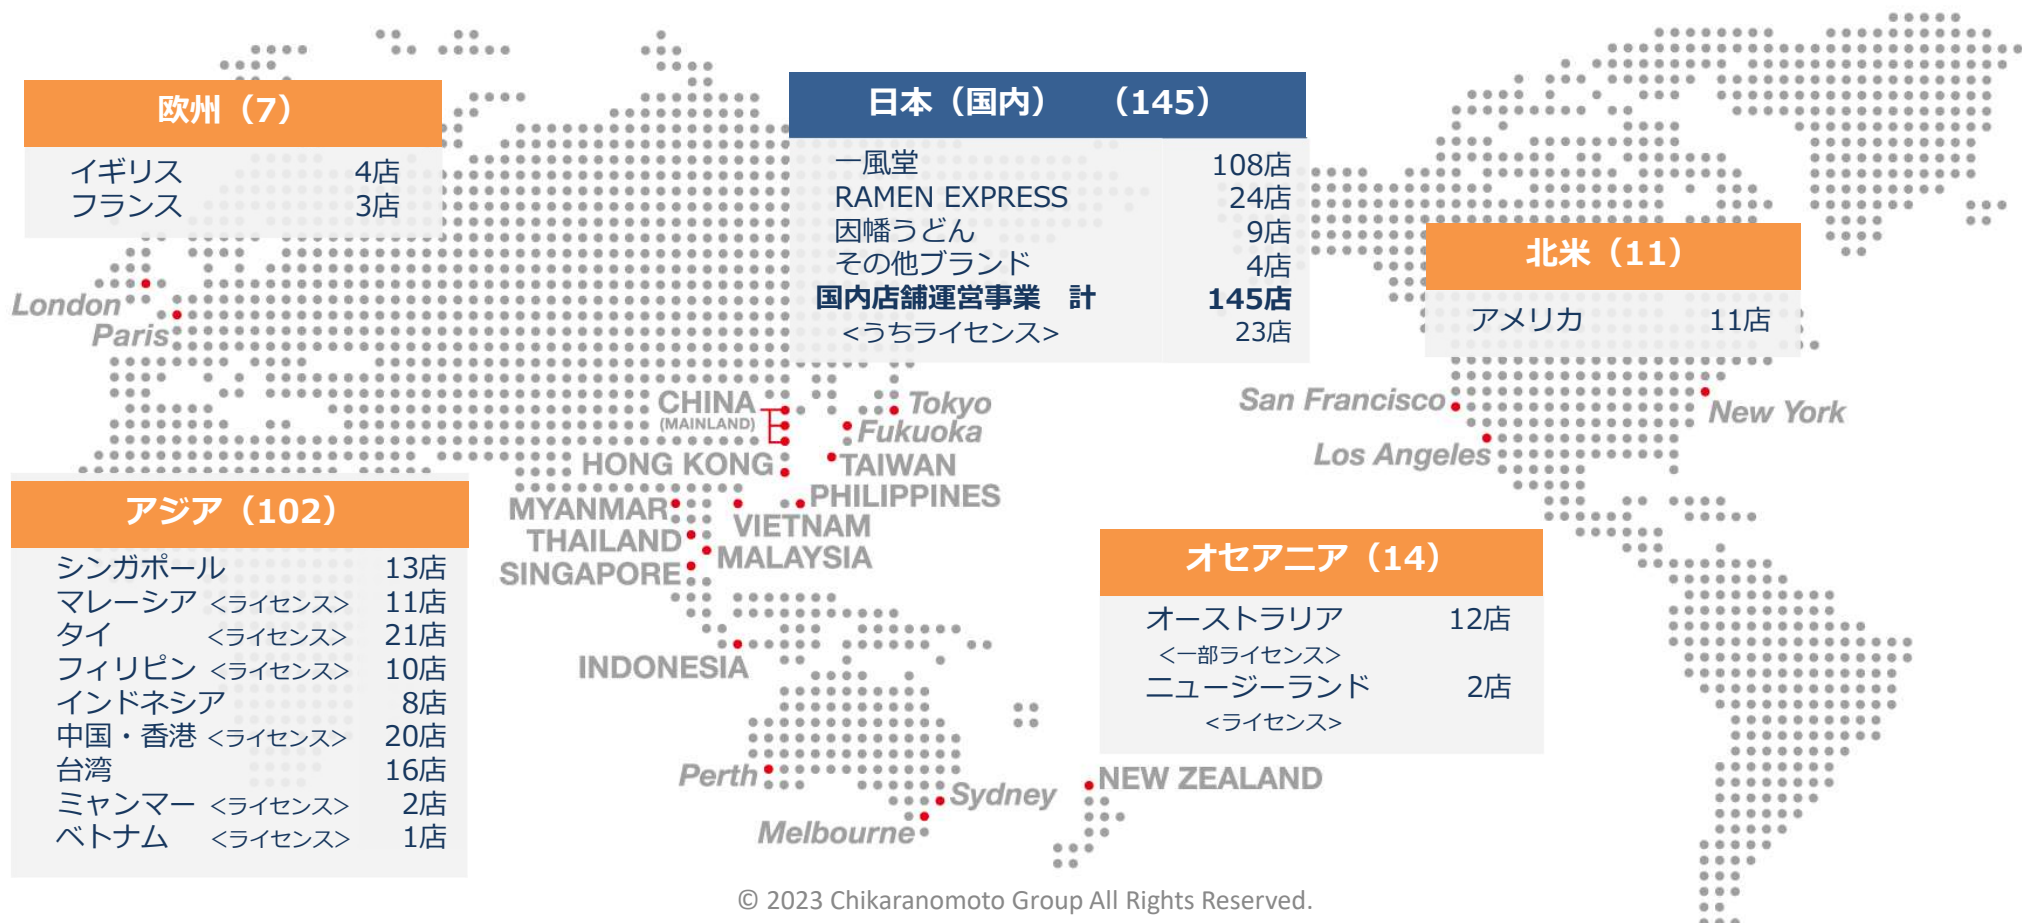 欧州（7）
イギリス 4店
フランス 3店
日本（国内） （145）
一風堂 108店
RAMEN EXPRESS 24店
因幡うどん 9店
その他ブランド 4店
国内店舗運営事業 計 145店
<うちライセンス> 23店
北米（11）
アメリカ 11店
London
Paris
CHINA
(MAINLAND)
Tokyo
Fukuoka
HONG KONG
TAIWAN
MYANMAR
PHILIPPINES
THAILAND
VIETNAM
SINGAPORE
MALAYSIA
INDONESIA
San Francisco
New York
Los Angeles
アジア（102）
シンガポール 13店
マレーシア <ライセンス> 11店
タイ <ライセンス> 21店
フィリピン <ライセンス> 10店
インドネシア 8店
中国・香港 <ライセンス> 20店
台湾 16店
ミャンマー <ライセンス> 2店
ベトナム <ライセンス> 1店
オセアニア（14）
オーストラリア 12店
<一部ライセンス>
ニュージーランド 2店
<ライセンス>
Perth
Sydney
Melbourne
NEW ZEALAND
© 2023 Chikaranomoto Group All Rights Reserved.